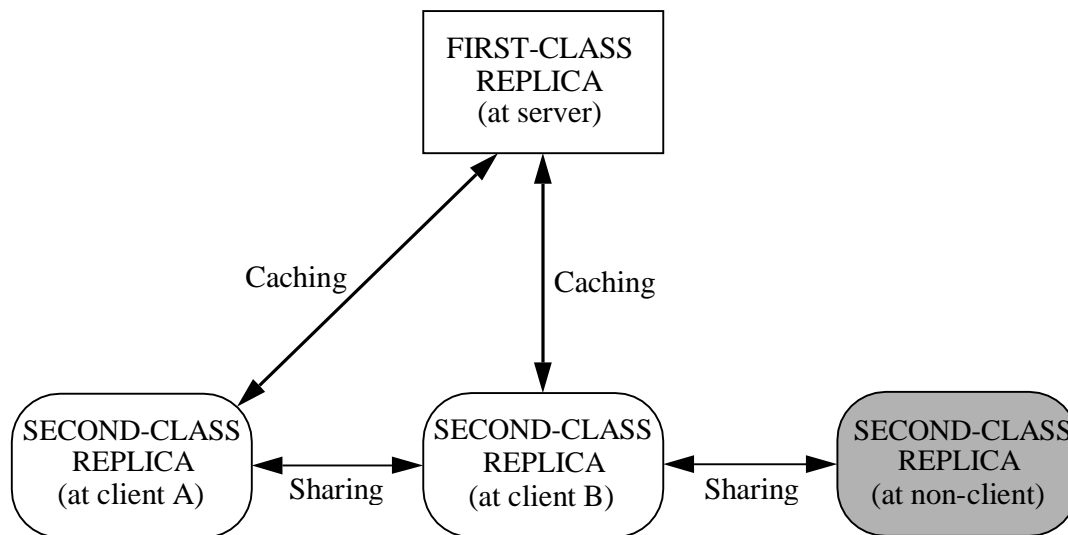 FIRST-CLASS
REPLICA
(at server)
Caching
Caching
SECOND-CLASS
REPLICA
(at client A)
Sharing
SECOND-CLASS
REPLICA
(at client B)
Sharing
SECOND-CLASS
REPLICA
(at non-client)